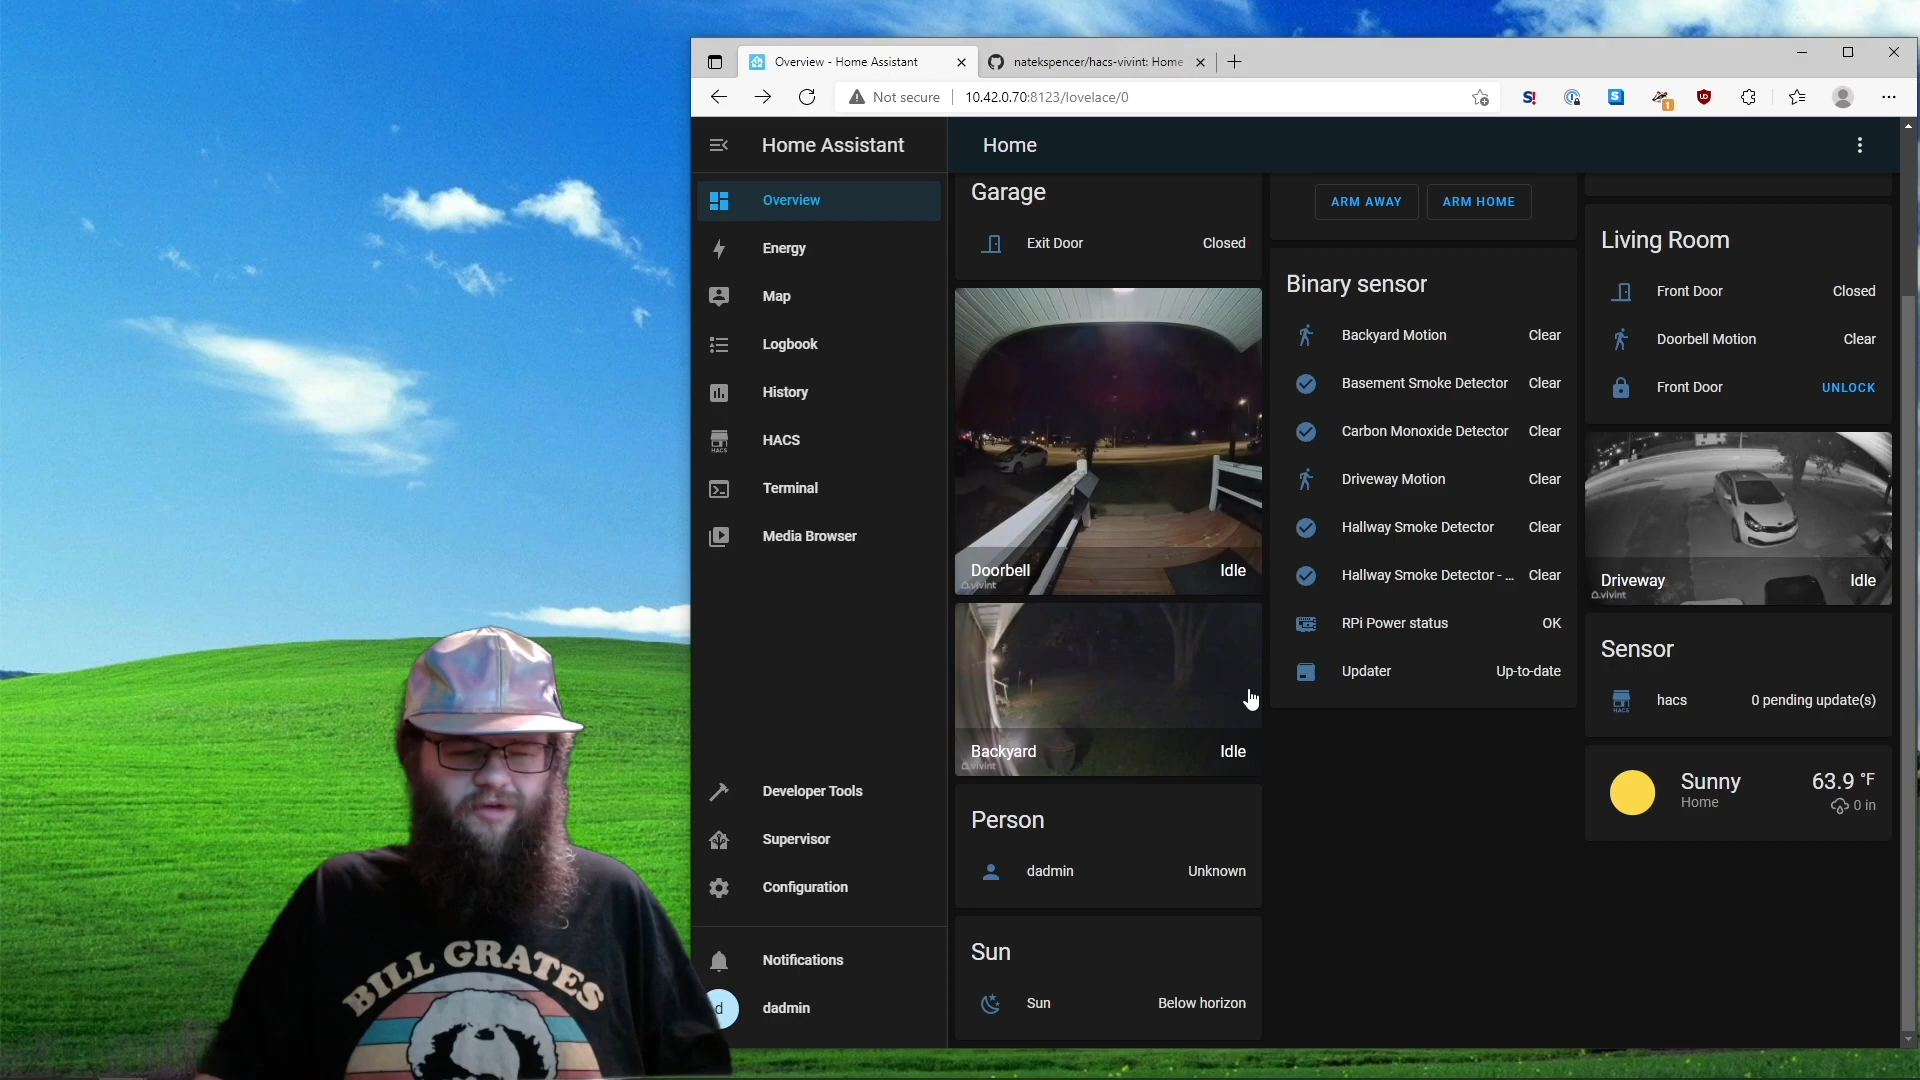 Overview - Home Assistant
natekspencer/hacs-vivint: Home
Not secure
10.42.0.70:8123/lovelace/0
1
Home Assistant
Overview
Energy
Map
Logbook
History
HACS
Terminal
Media Browser
Developer Tools
Supervisor
Configuration
Notifications
d
dadmin
Home
Garage
Exit Door Closed
Doorbell Idle
vivint
Backyard Idle
vivint
Person
dadmin Unknown
Sun
Sun Below horizon
ARM AWAY ARM HOME
Binary sensor
Backyard Motion Clear
Basement Smoke Detector Clear
Carbon Monoxide Detector Clear
Driveway Motion Clear
Hallway Smoke Detector Clear
Hallway Smoke Detector - ... Clear
RPi Power status OK
Updater Up-to-date
Living Room
Front Door Closed
Doorbell Motion Clear
Front Door UNLOCK
Driveway Idle
vivint
Sensor
hacs 0 pending update(s)
Sunny 63.9 °F
Home 0 in
BILL GRATES